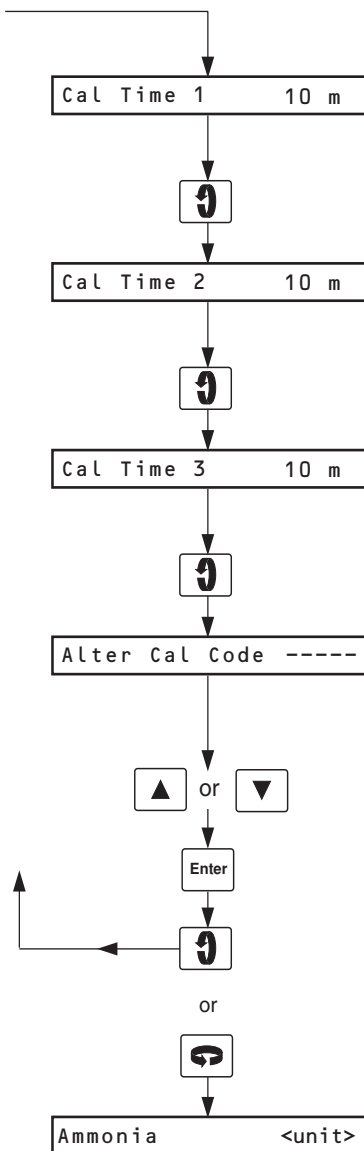 Cal Time 1 10 m
Cal Time 2 10 m
Cal Time 3 10 m
Alter Cal Code -----
▲ or ▼
Enter
or
Ammonia <unit>